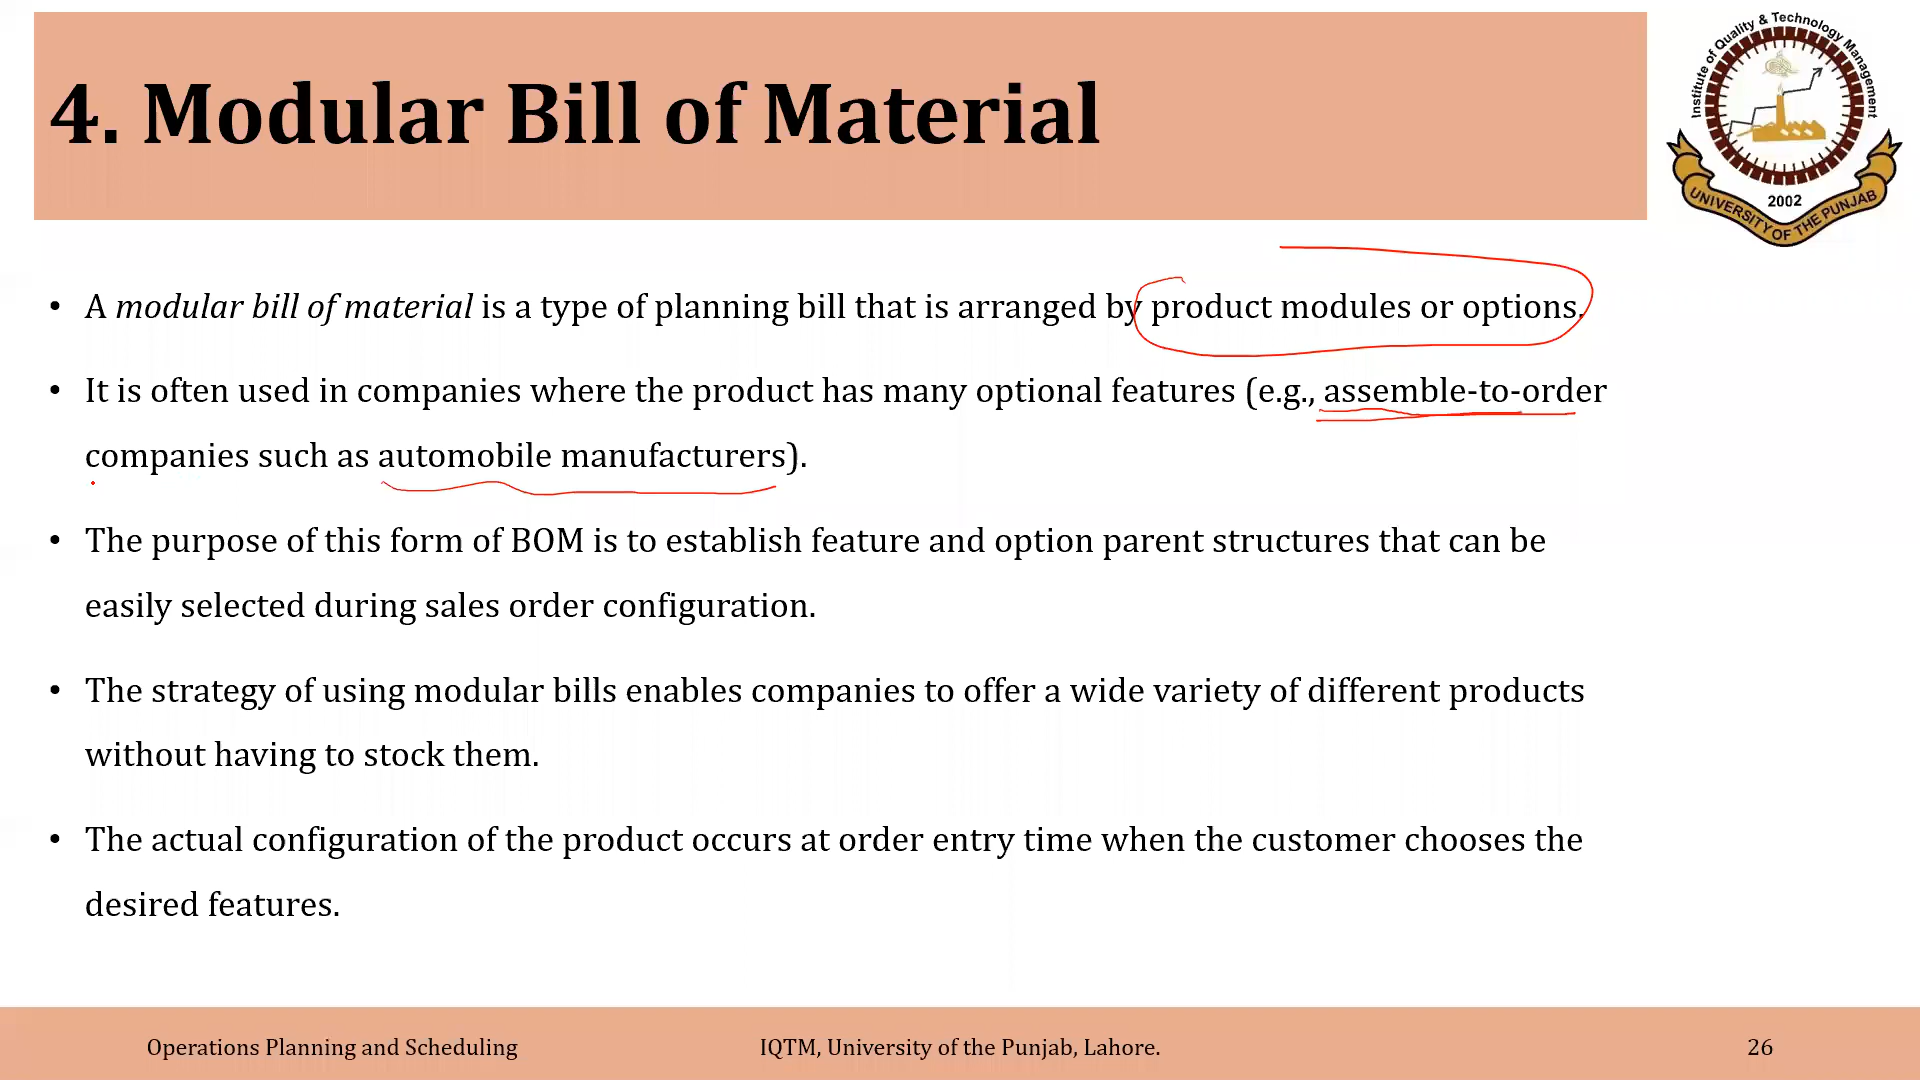 4. Modular Bill of Material
Institute of Quality & Technology Management
2002
UNIVERSITY OF THE PUNJAB
• A modular bill of material is a type of planning bill that is arranged by product modules or options.
• It is often used in companies where the product has many optional features (e.g., assemble-to-order
companies such as automobile manufacturers).
• The purpose of this form of BOM is to establish feature and option parent structures that can be
easily selected during sales order configuration.
• The strategy of using modular bills enables companies to offer a wide variety of different products
without having to stock them.
• The actual configuration of the product occurs at order entry time when the customer chooses the
desired features.
Operations Planning and Scheduling
IQTM, University of the Punjab, Lahore.
26